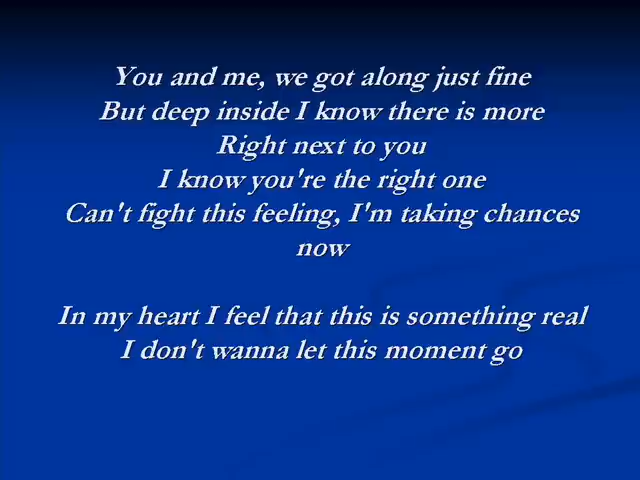 You and me, we got along just fine
But deep inside I know there is more
Right next to you
I know you're the right one
Can't fight this feeling, I'm taking chances
now
In my heart I feel that this is something real
I don't wanna let this moment go